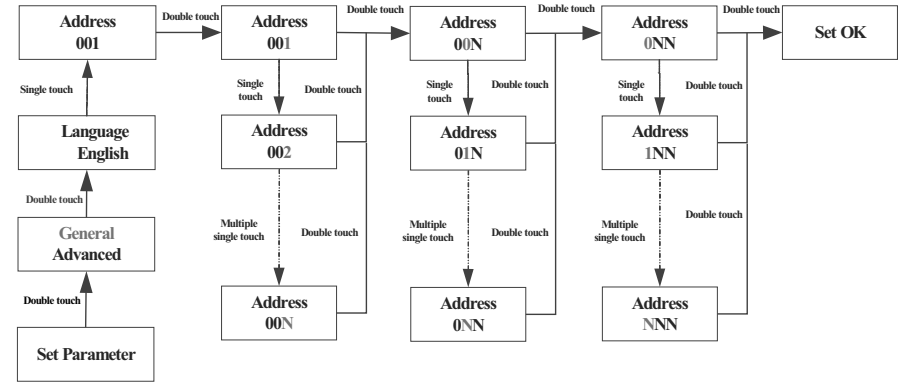 Address
001
Double touch
Address
001
Double touch
Address
00N
Double touch
Address
0NN
Double touch
Set OK
Single touch
Single
touch
Double touch
Single
touch
Double touch
Single
touch
Double touch
Language
English
Address
002
Address
01N
Address
1NN
Double touch
General
Advanced
Multiple
single touch
Double touch
Multiple
single touch
Double touch
Multiple
single touch
Double touch
Double touch
Address
00N
Address
0NN
Address
NNN
Set Parameter